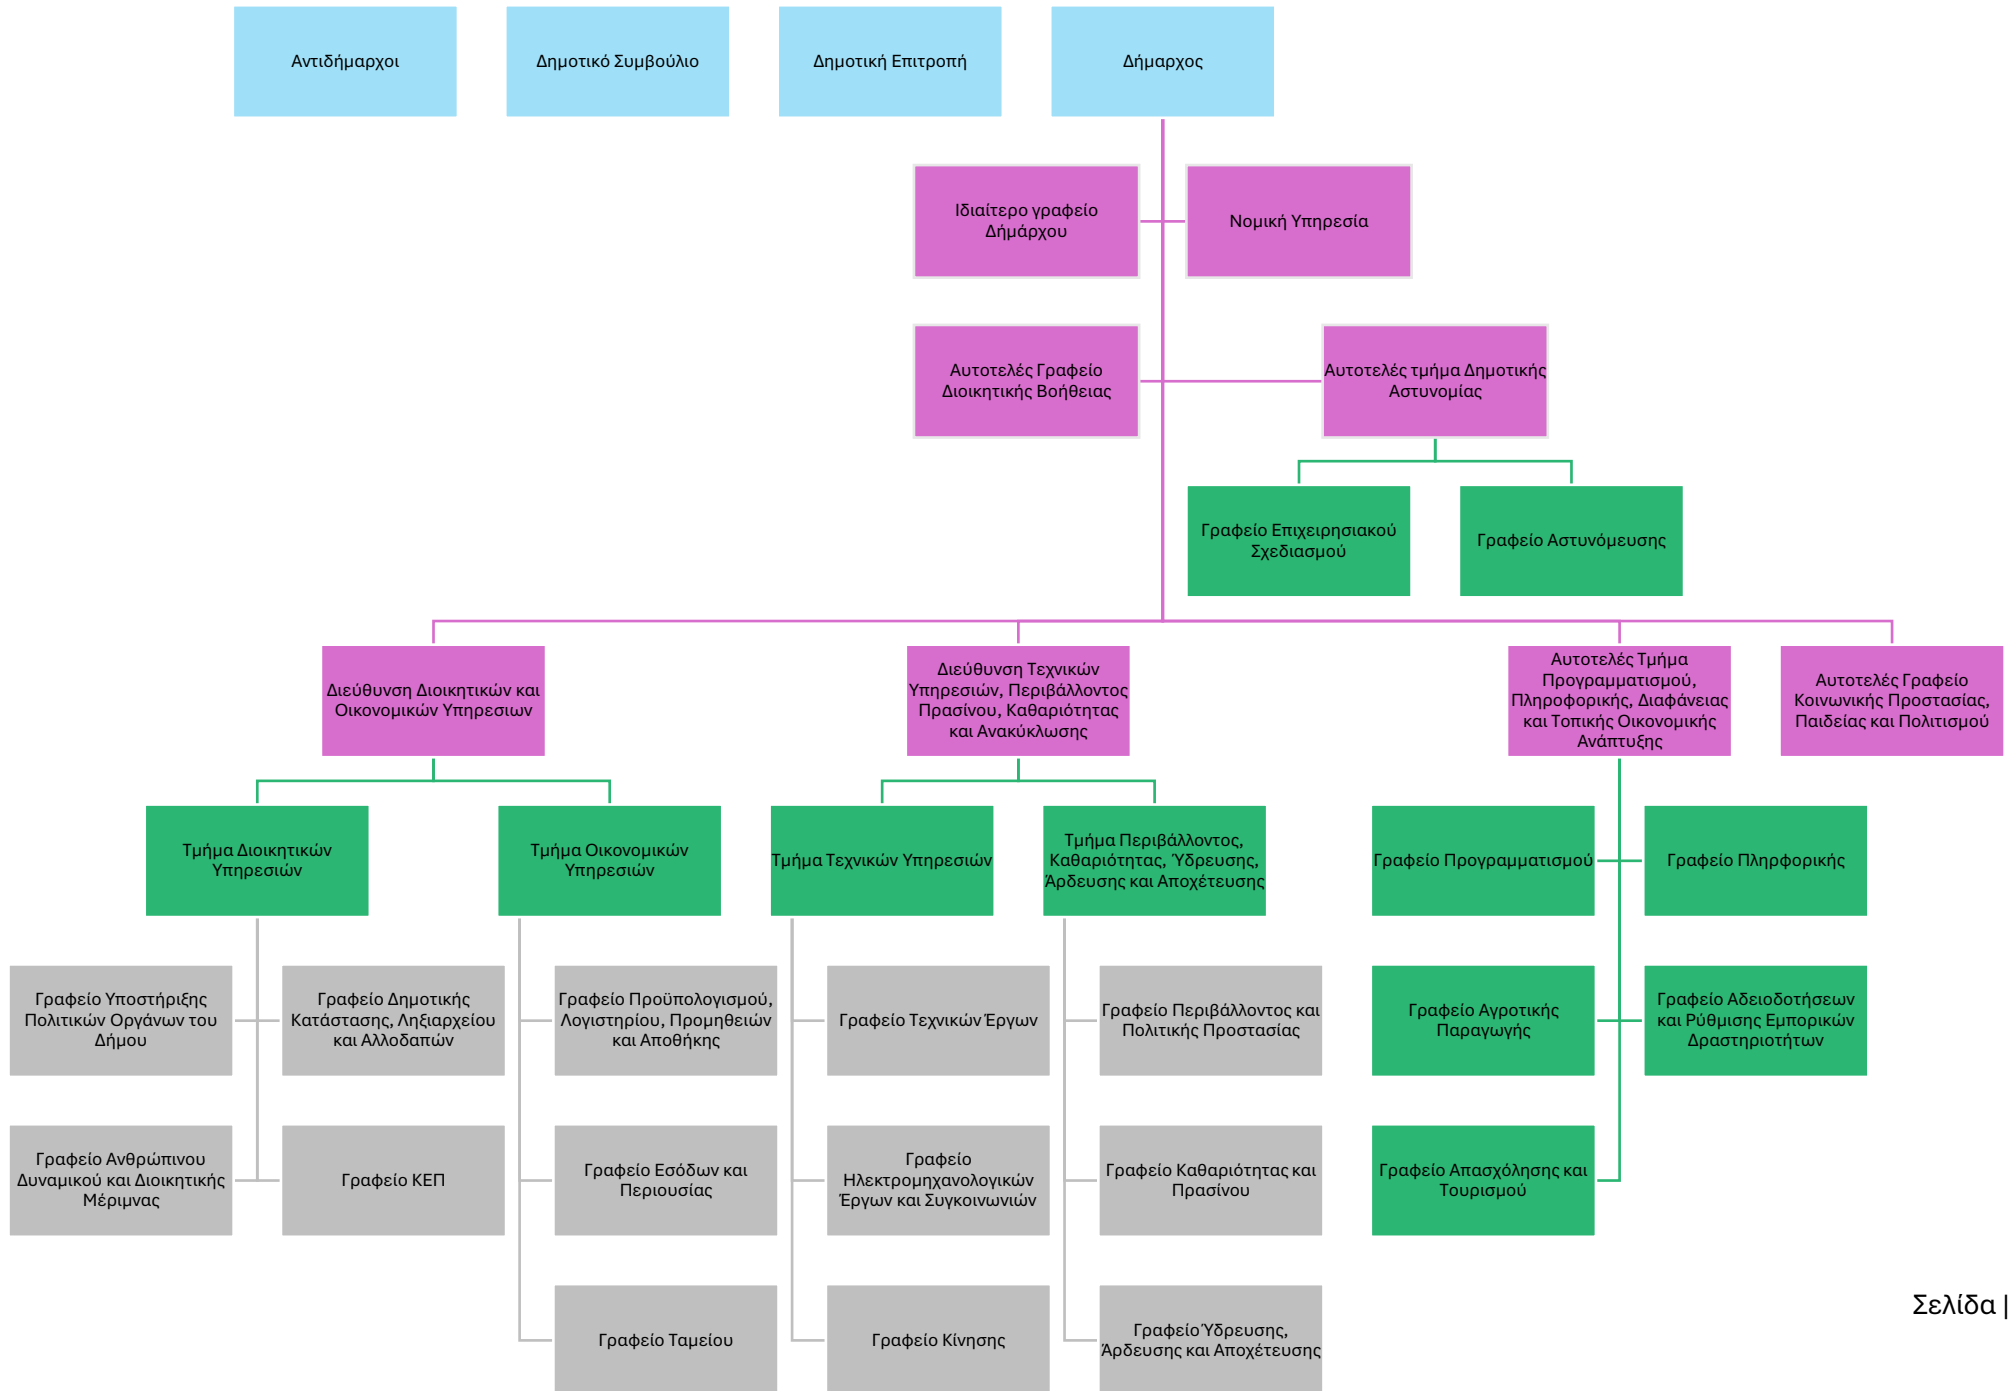 Αντιδήμαρχοι
Δημοτικό Συμβούλιο
Δημοτική Επιτροπή
Δήμαρχος
Ιδιαίτερο γραφείο
Δήμάρχου
Νομική Υπηρεσία
Αυτοτελές Γραφείο
Διοικητικής Βοήθειας
Αυτοτελές τμήμα Δημοτικής
Αστυνομίας
Γραφείο Επιχειρησιακού
Σχεδιασμού
Γραφείο Αστυνόμευσης
Διεύθυνση Διοικητικών και
Οικονομικών Υπηρεσιων
Διεύθυνση Τεχνικών
Υπηρεσιών, Περιβάλλοντος
Πρασίνου, Καθαριότητας
και Ανακύκλωσης
Αυτοτελές Τμήμα
Προγραμματισμού,
Πληροφορικής, Διαφάνειας
και Τοπικής Οικονομικής
Ανάπτυξης
Αυτοτελές Γραφείο
Κοινωνικής Προστασίας,
Παιδείας και Πολιτισμού
Τμήμα Διοικητικών
Υπηρεσιών
Τμήμα Οικονομικών
Υπηρεσιών
Τμήμα Τεχνικών Υπηρεσιών
Τμήμα Περιβάλλοντος,
Καθαριότητας, Ύδρευσης,
Άρδευσης και Αποχέτευσης
Γραφείο Προγραμματισμού
Γραφείο Πληρφορικής
Γραφείο Υποστήριξης
Πολιτικών Οργάνων του
Δήμου
Γραφείο Δημοτικής
Κατάστασης, Ληξιαρχείου
και Αλλοδαπών
Γραφείο Προϋπολογισμού,
Λογιστηρίου, Προμηθειών
και Αποθήκης
Γραφείο Τεχνικών Έργων
Γραφείο Περιβάλλοντος και
Πολιτικής Προστασίας
Γραφείο Αγροτικής
Παραγωγής
Γραφείο Αδειοδοτήσεων
και Ρύθμισης Εμπορικών
Δραστηριοτήτων
Γραφείο Ανθρώπινου
Δυναμικού και Διοικητικής
Μέριμνας
Γραφείο ΚΕΠ
Γραφείο Εσόδων και
Περιουσίας
Γραφείο
Ηλεκτρομηχανολογικών
Έργων και Συγκοινωνιών
Γραφείο Καθαριότητας και
Πρασίνου
Γραφείο Απασχόλησης και
Τουρισμού
Γραφείο Ταμείου
Γραφείο Κίνησης
Γραφείο Ύδρευσης,
Άρδευσης και Αποχέτευσης
Σελίδα |